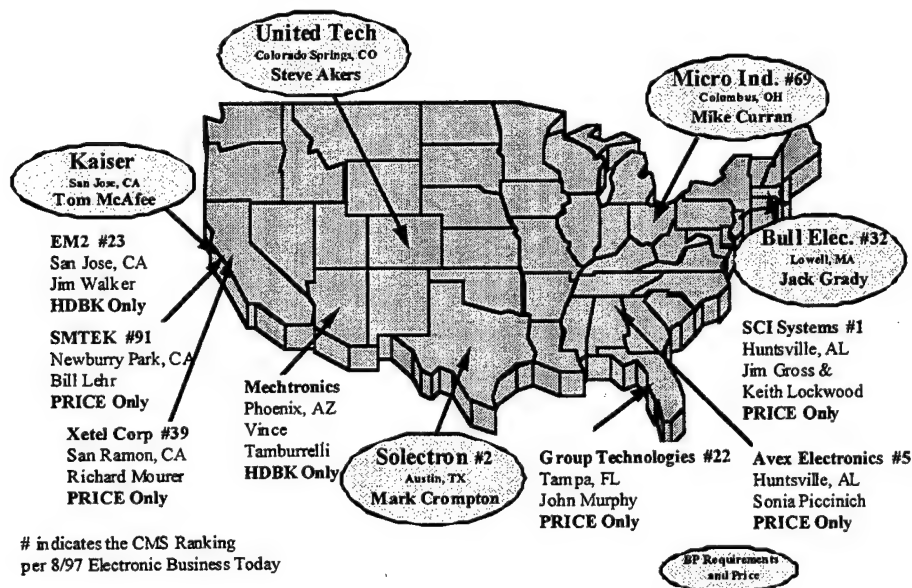 United Tech
Colorado Springs, CO
Steve Akers
Micro Ind. #69
Columbus, OH
Mike Curran
Kaiser
San Jose, CA
Tom McAfee
EM2 #23
San Jose, CA
Jim Walker
HDBK Only
Bull Elec. #32
Lowell, MA
Jack Grady
SMTEK #91
Newburry Park, CA
Bill Lehr
PRICE Only
SCI Systems #1
Huntsville, AL
Jim Gross &
Keith Lockwood
PRICE Only
Xetel Corp #39
San Ramon, CA
Richard Mourer
PRICE Only
Mechtronics
Phoenix, AZ
Vince
Tamburrelli
HDBK Only
Solectron #2
Austin, TX
Mark Crompton
Group Technologies #22
Tampa, FL
John Murphy
PRICE Only
Avex Electronics #5
Huntsville, AL
Sonia Piccinich
PRICE Only
# indicates the CMS Ranking
per 8/97 Electronic Business Today
BP Requirements
and Price